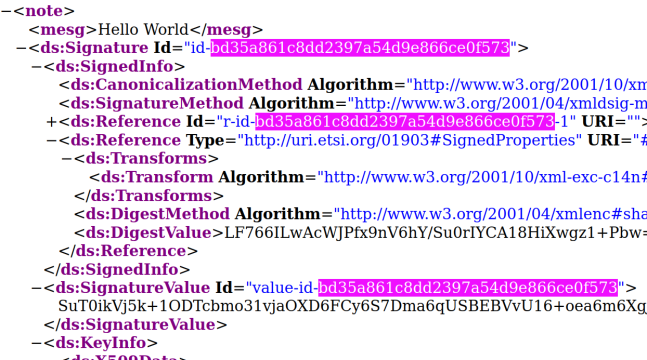 −<note>
<mesg>Hello World</mesg>
−<ds:Signature Id="id-bd35a861c8dd2397a54d9e866ce0f573">
−<ds:SignedInfo>
<ds:CanonicalizationMethod Algorithm="http://www.w3.org/2001/10/xm
<ds:SignatureMethod Algorithm="http://www.w3.org/2001/04/xmldsig-m
+<ds:Reference Id="r-id-bd35a861c8dd2397a54d9e866ce0f573-1" URI="">
−<ds:Reference Type="http://uri.etsi.org/01903#SignedProperties" URI="#
−<ds:Transforms>
<ds:Transform Algorithm="http://www.w3.org/2001/10/xml-exc-c14n#
</ds:Transforms>
<ds:DigestMethod Algorithm="http://www.w3.org/2001/04/xmlenc#sha
<ds:DigestValue>LF766ILwAcWJPfx9nV6hY/Su0rIYCA18HiXwgz1+Pbw=
</ds:Reference>
</ds:SignedInfo>
−<ds:SignatureValue Id="value-id-bd35a861c8dd2397a54d9e866ce0f573">
SuT0ikVj5k+1ODTcbmo31vjaOXD6FCy6S7Dma6qUSBEBVvU16+oea6m6Xg
</ds:SignatureValue>
−<ds:KeyInfo>
<ds:X509Data>